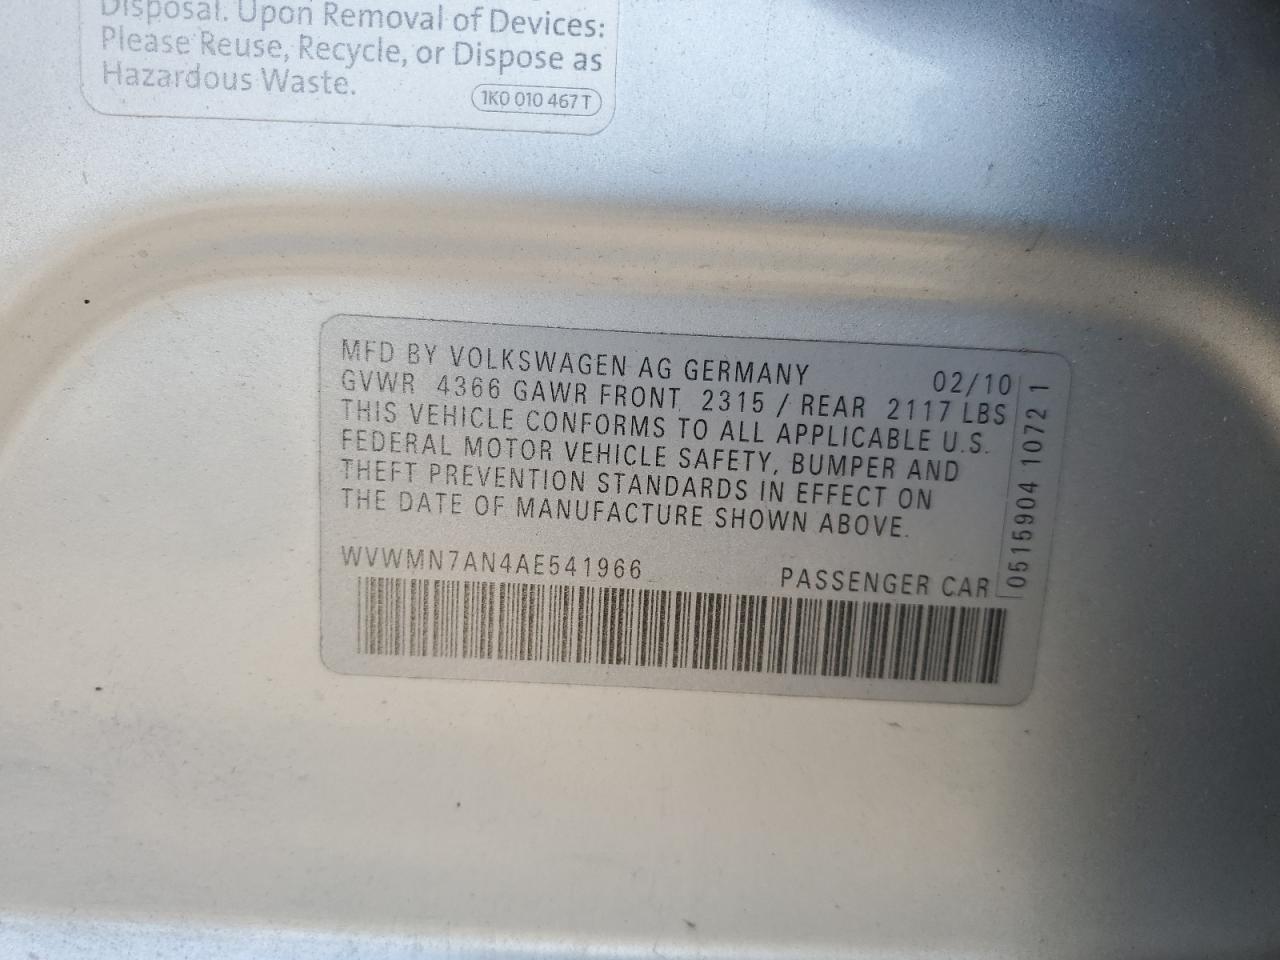 Disposal. Upon Removal of Devices:
Please Reuse, Recycle, or Dispose as
Hazardous Waste.
1K0 010 467 T
MFD BY VOLKSWAGEN AG GERMANY 02/10
GVWR 4366 GAWR FRONT 2315 / REAR 2117 LBS
THIS VEHICLE CONFORMS TO ALL APPLICABLE U.S.
FEDERAL MOTOR VEHICLE SAFETY, BUMPER AND
THEFT PREVENTION STANDARDS IN EFFECT ON
THE DATE OF MANUFACTURE SHOWN ABOVE.
WVWMN7AN4AE541966 PASSENGER CAR
0515904 1072 1